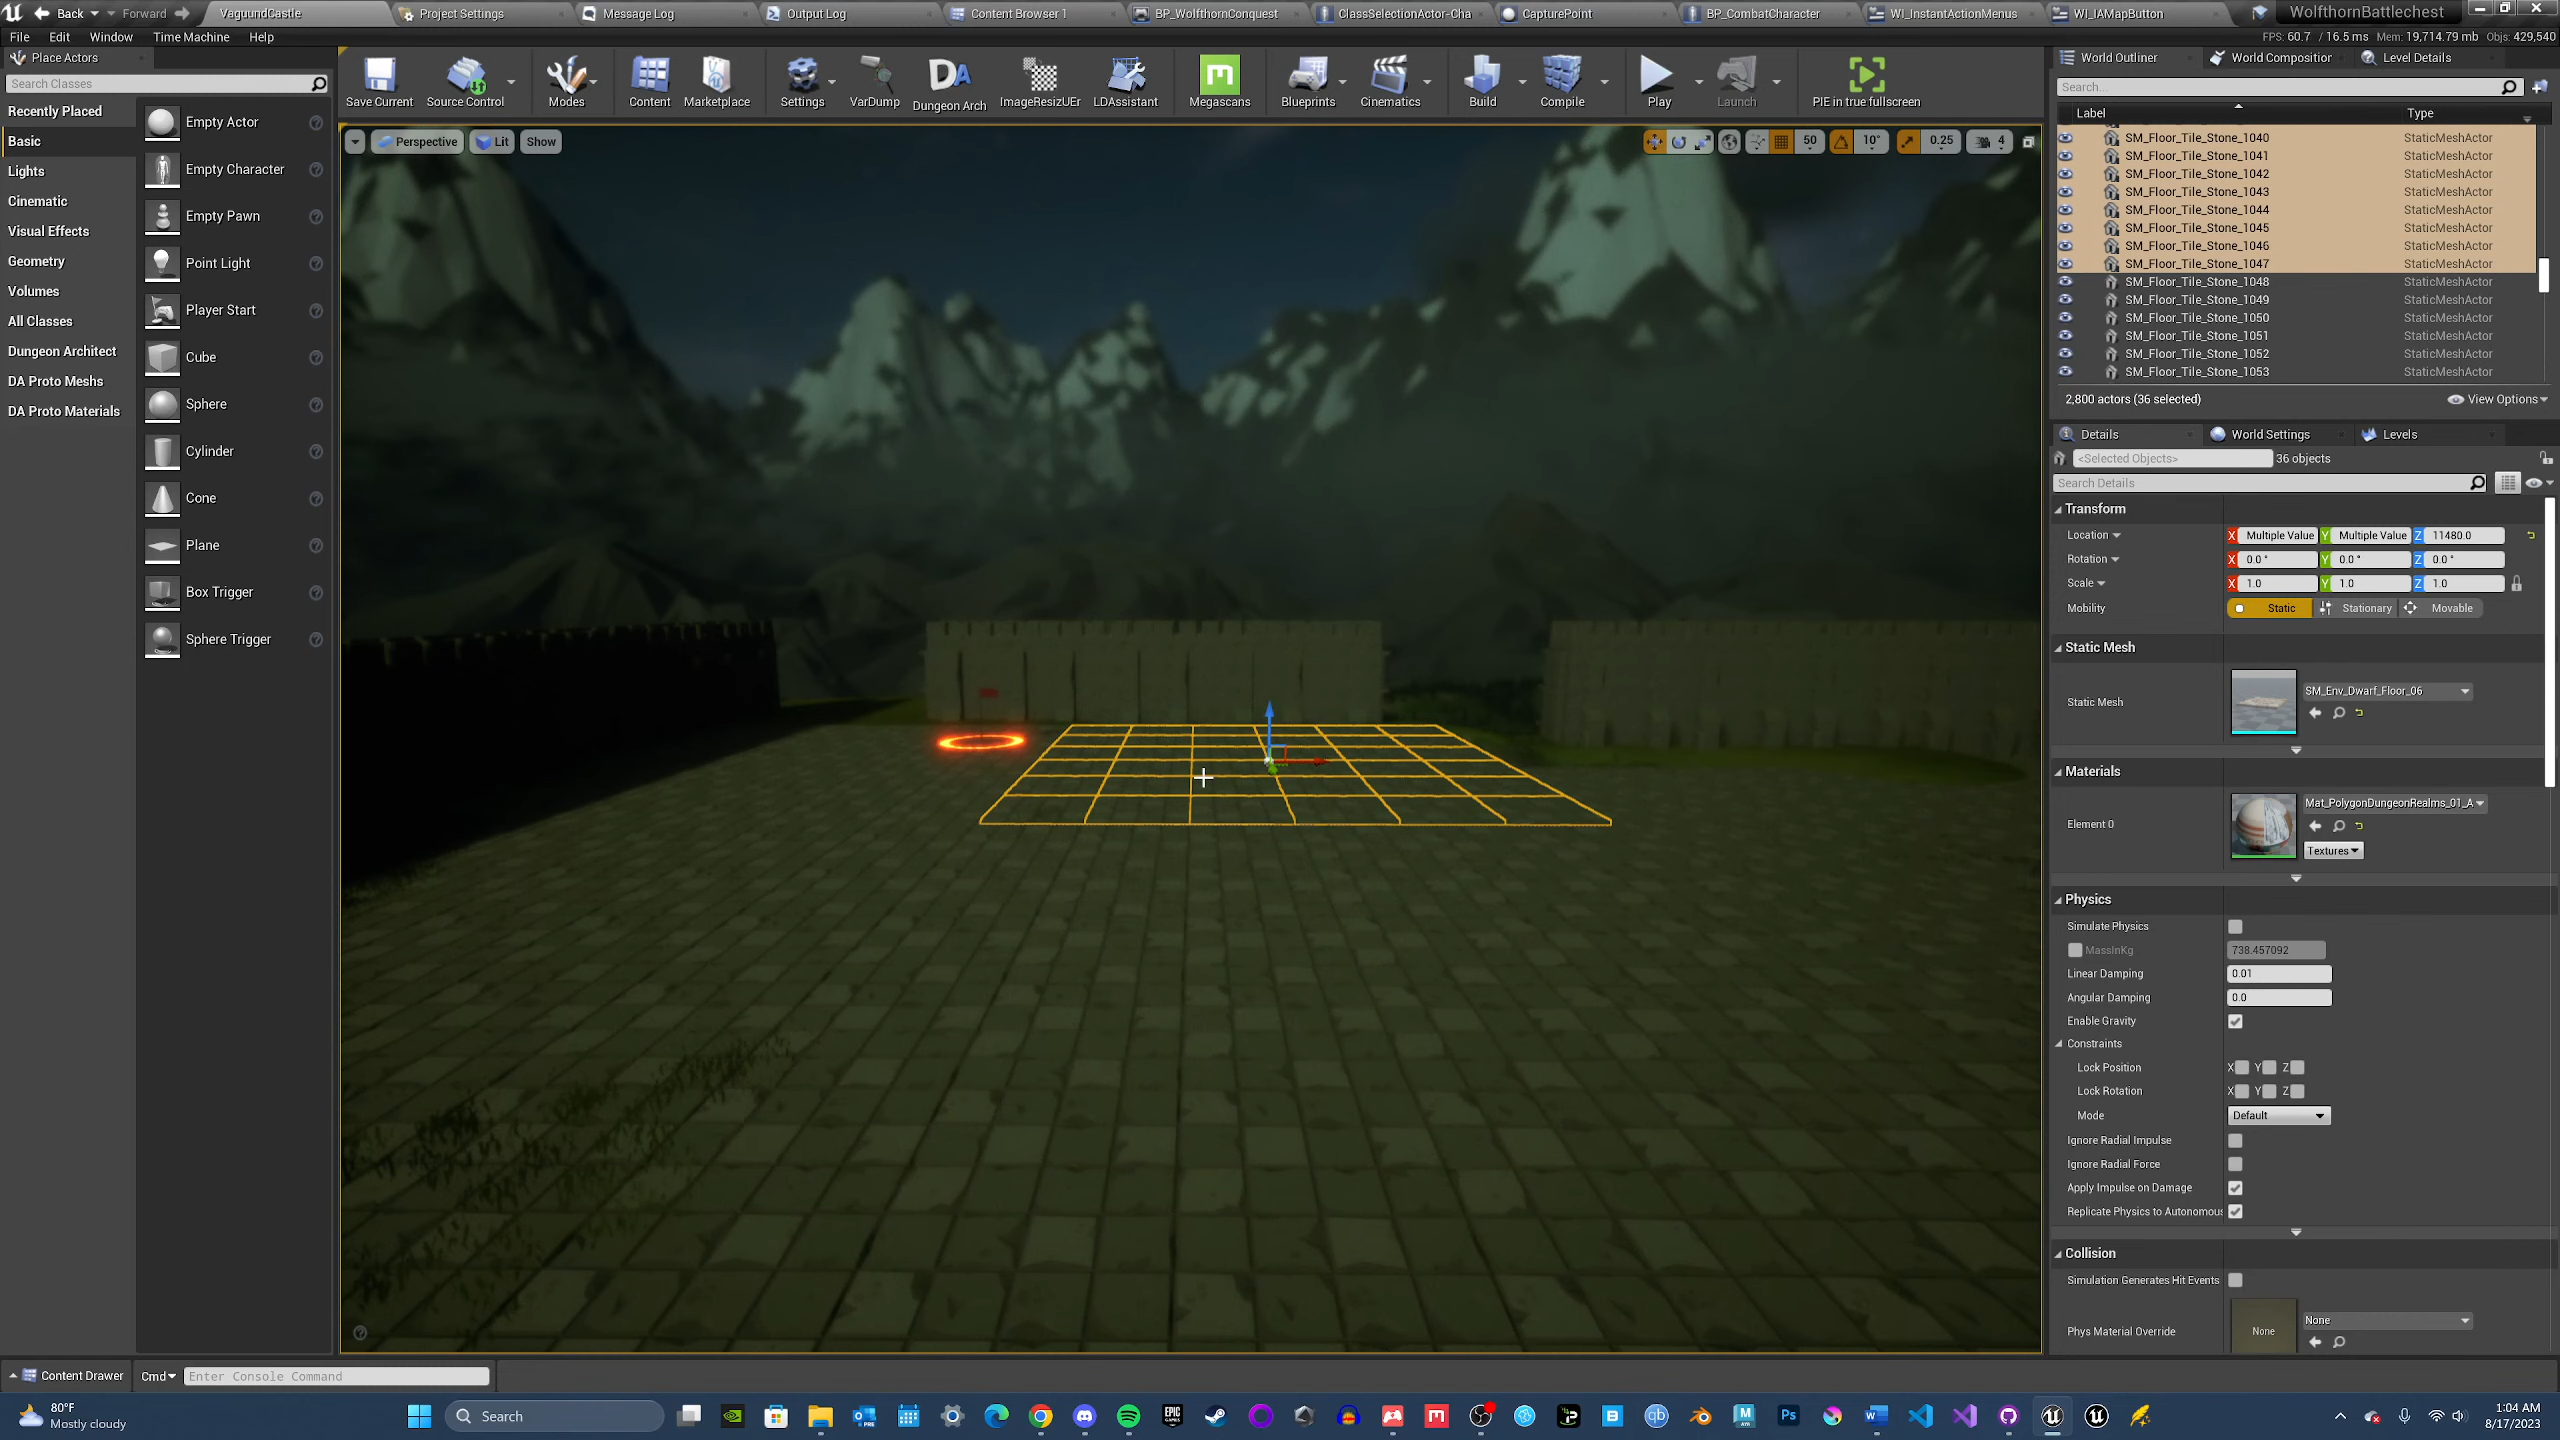 Back
Forward
VaguundCastle
Project Settings
Message Log
Output Log
Content Browser 1
BP_WolfthornConquest
ClassSelectionActor-Cha
CapturePoint
BP_CombatCharacter
WI_InstantActionMenus
WI_IAMapButton
WolfthornBattlechest
File
Edit
Window
Time Machine
Help
FPS: 60.7 / 16.5 ms
Mem: 19,714.79 mb
Objs: 429,540
Place Actors
Search Classes
Recently Placed
Basic
Lights
Cinematic
Visual Effects
Geometry
Volumes
All Classes
Dungeon Architect
DA Proto Meshs
DA Proto Materials
Empty Actor
Empty Character
Empty Pawn
Point Light
Player Start
Cube
Sphere
Cylinder
Cone
Plane
Box Trigger
Sphere Trigger
Save Current
Source Control
Modes
Content
Marketplace
Settings
VarDump
Dungeon Arch
ImageResizUEr
LDAssistant
Megascans
Blueprints
Cinematics
Build
Compile
Play
Launch
PIE in true fullscreen
Perspective
Lit
Show
50
10°
0.25
4
World Outliner
World Composition
Level Details
Search...
Label
Type
SM_Floor_Tile_Stone_1040 StaticMeshActor
SM_Floor_Tile_Stone_1041 StaticMeshActor
SM_Floor_Tile_Stone_1042 StaticMeshActor
SM_Floor_Tile_Stone_1043 StaticMeshActor
SM_Floor_Tile_Stone_1044 StaticMeshActor
SM_Floor_Tile_Stone_1045 StaticMeshActor
SM_Floor_Tile_Stone_1046 StaticMeshActor
SM_Floor_Tile_Stone_1047 StaticMeshActor
SM_Floor_Tile_Stone_1048 StaticMeshActor
SM_Floor_Tile_Stone_1049 StaticMeshActor
SM_Floor_Tile_Stone_1050 StaticMeshActor
SM_Floor_Tile_Stone_1051 StaticMeshActor
SM_Floor_Tile_Stone_1052 StaticMeshActor
SM_Floor_Tile_Stone_1053 StaticMeshActor
2,800 actors (36 selected)
View Options
Details
World Settings
Levels
<Selected Objects>
36 objects
Search Details
Transform
Location X Multiple Value Y Multiple Value Z 11480.0
Rotation X 0.0 ° Y 0.0 ° Z 0.0 °
Scale X 1.0 Y 1.0 Z 1.0
Mobility Static Stationary Movable
Static Mesh
Static Mesh
SM_Env_Dwarf_Floor_06
Materials
Element 0
Mat_PolygonDungeonRealms_01_A
Textures
Physics
Simulate Physics
MassInKg 738.457092
Linear Damping 0.01
Angular Damping 0.0
Enable Gravity
Constraints
Lock Position X Y Z
Lock Rotation X Y Z
Mode Default
Ignore Radial Impulse
Ignore Radial Force
Apply Impulse on Damage
Replicate Physics to Autonomous
Collision
Simulation Generates Hit Events
Phys Material Override
None
None
Content Drawer
Cmd
Enter Console Command
80°F
Mostly cloudy
Search
1:04 AM
8/17/2023